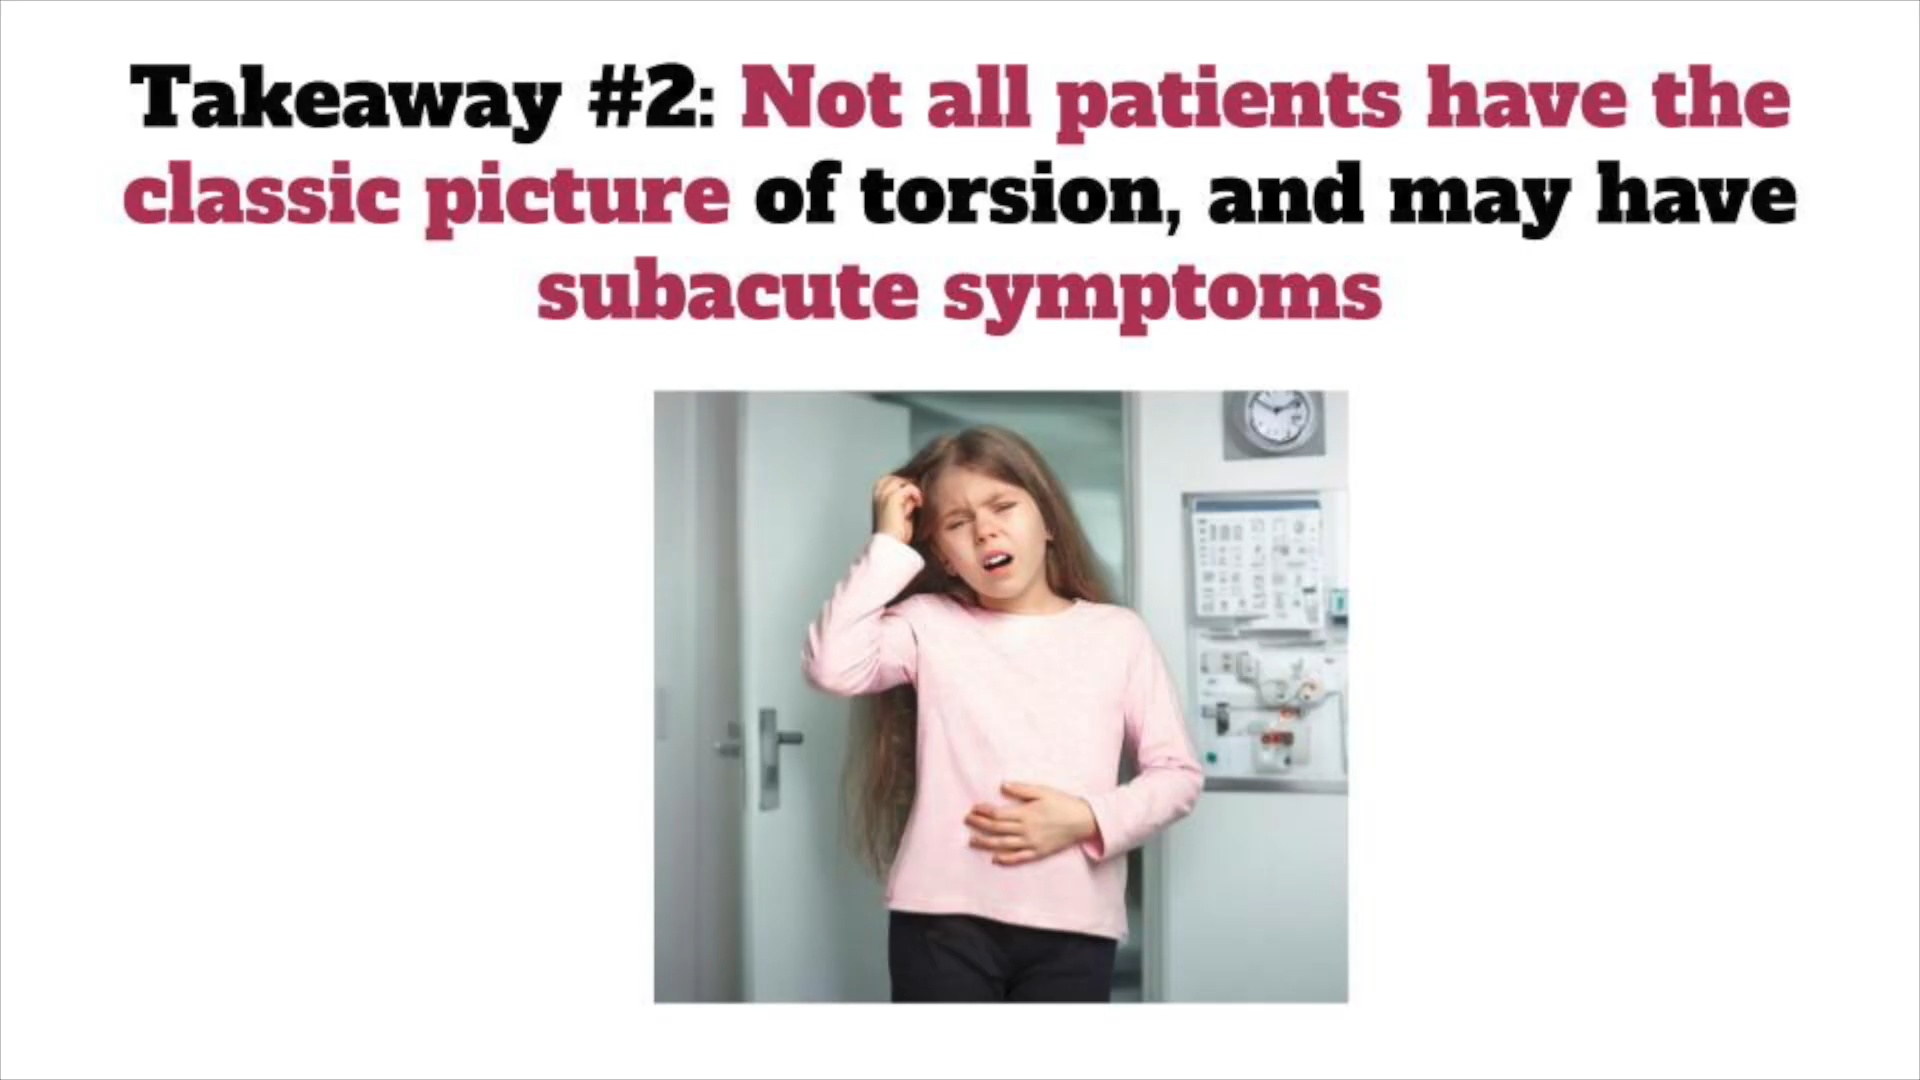 Takeaway #2: Not all patients have the
classic picture of torsion, and may have
subacute symptoms